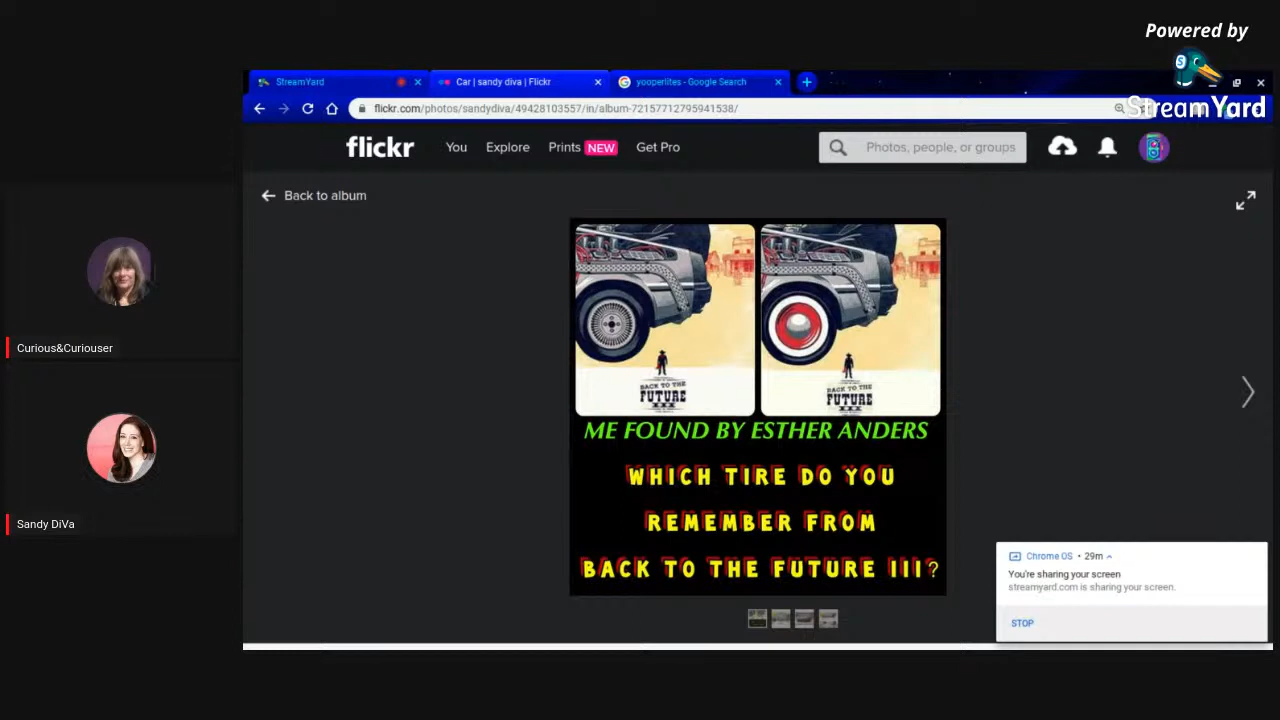 Powered by
StreamYard
StreamYard
Car | sandy diva | Flickr
yooperlites - Google Search
flickr.com/photos/sandydiva/49428103557/in/album-72157712795941538/
flickr
You
Explore
Prints NEW
Get Pro
Photos, people, or groups
Back to album
BACK TO THE
FUTURE
BACK TO THE
FUTURE
ME FOUND BY ESTHER ANDERS
WHICH TIRE DO YOU
REMEMBER FROM
BACK TO THE FUTURE III?
Curious&Curiouser
Sandy DiVa
Chrome OS • 29m
You're sharing your screen
streamyard.com is sharing your screen.
STOP